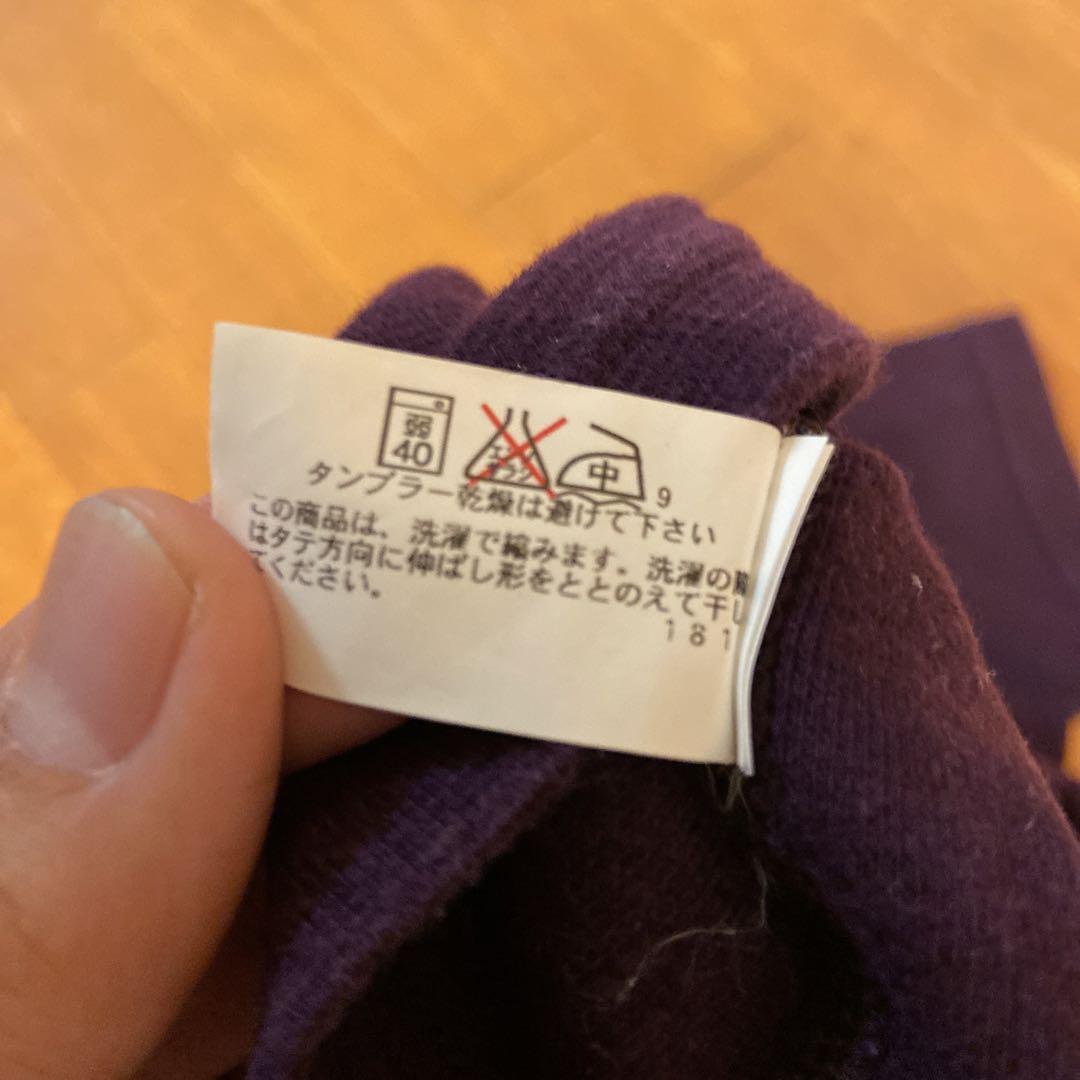 弱
40
中
9
タンブラー乾燥は避けて下さい
この商品は、洗濯で縮みます。洗濯の際
はタテ方向に伸ばし形をととのえて干し
てください。
181